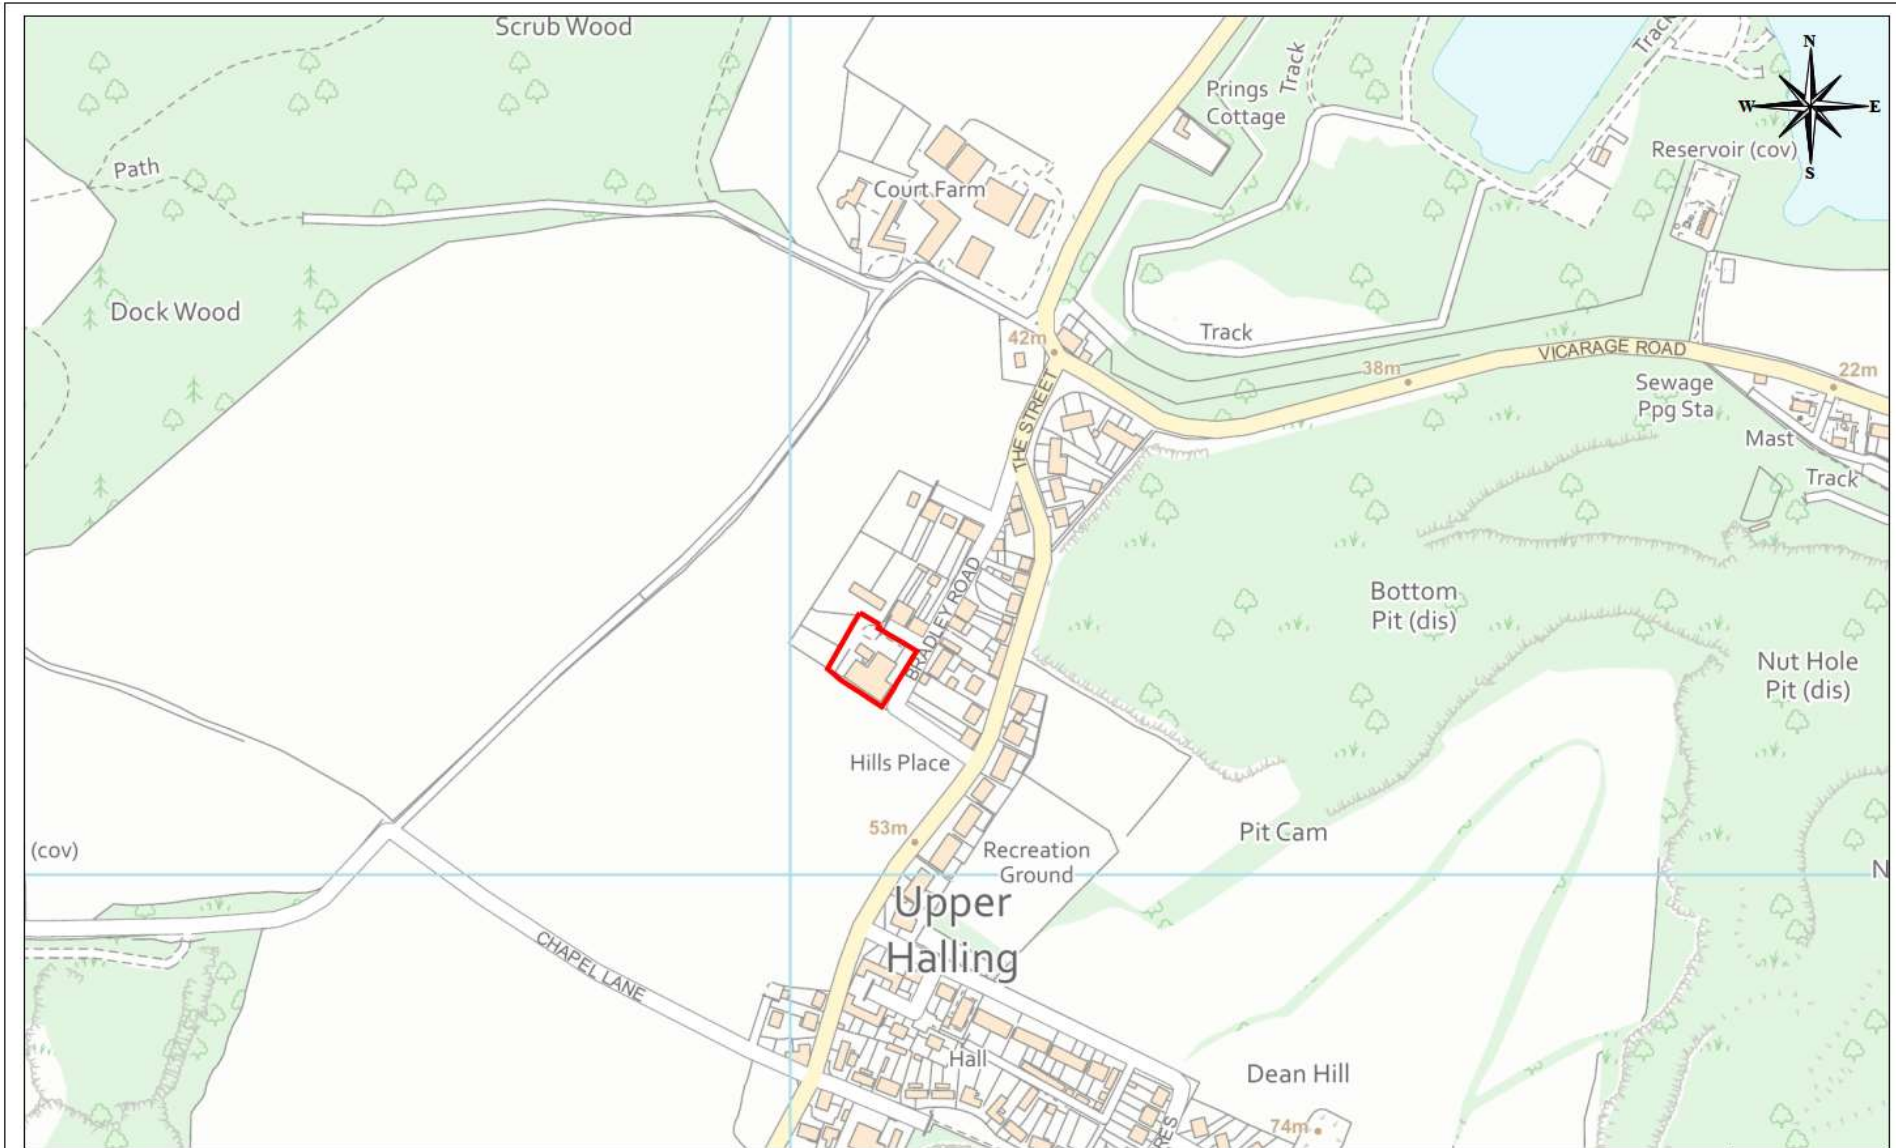 Scrub Wood
Track
Track
N
W
E
S
Prings
Cottage
Reservoir (cov)
Path
Court Farm
Dock Wood
42m
Track
VICARAGE ROAD
38m
22m
Sewage
Ppg Sta
THE STREET
Mast
Track
BRADLEY ROAD
Bottom
Pit (dis)
Nut Hole
Pit (dis)
Hills Place
53m
Pit Cam
(cov)
Recreation
Ground
N
Upper
Halling
CHAPEL LANE
Hall
Dean Hill
74m
RES